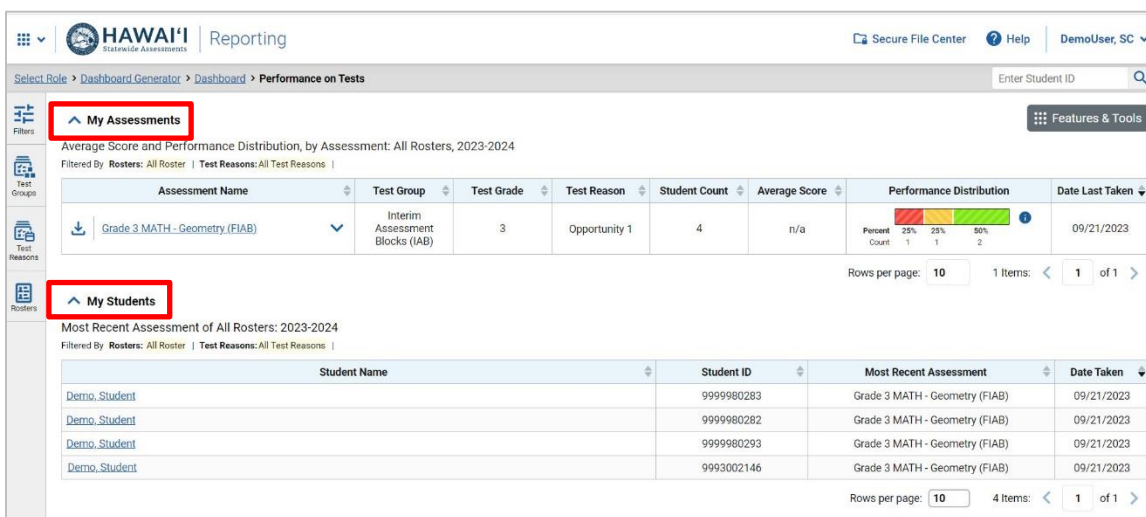 HAWAI‘I
Statewide Assessments
Reporting
Secure File Center
Help
DemoUser, SC
Select Role > Dashboard Generator > Dashboard > Performance on Tests
Enter Student ID
Filters
Test Groups
Test Reasons
Rosters
My Assessments
Features & Tools
Average Score and Performance Distribution, by Assessment: All Rosters, 2023-2024
Filtered By Rosters: All Roster | Test Reasons:All Test Reasons |
Assessment Name Test Group Test Grade Test Reason Student Count Average Score Performance Distribution Date Last Taken
Grade 3 MATH - Geometry (FIAB) Interim Assessment Blocks (IAB) 3 Opportunity 1 4 n/a 09/21/2023
Percent 25% 25% 50%
Count 1 1 2
Rows per page: 10 1 Items: 1 of 1
My Students
Most Recent Assessment of All Rosters: 2023-2024
Filtered By Rosters: All Roster | Test Reasons:All Test Reasons |
Student Name Student ID Most Recent Assessment Date Taken
Demo, Student 9999980283 Grade 3 MATH - Geometry (FIAB) 09/21/2023
Demo, Student 9999980282 Grade 3 MATH - Geometry (FIAB) 09/21/2023
Demo, Student 9999980293 Grade 3 MATH - Geometry (FIAB) 09/21/2023
Demo, Student 9993002146 Grade 3 MATH - Geometry (FIAB) 09/21/2023
Rows per page: 10 4 Items: 1 of 1